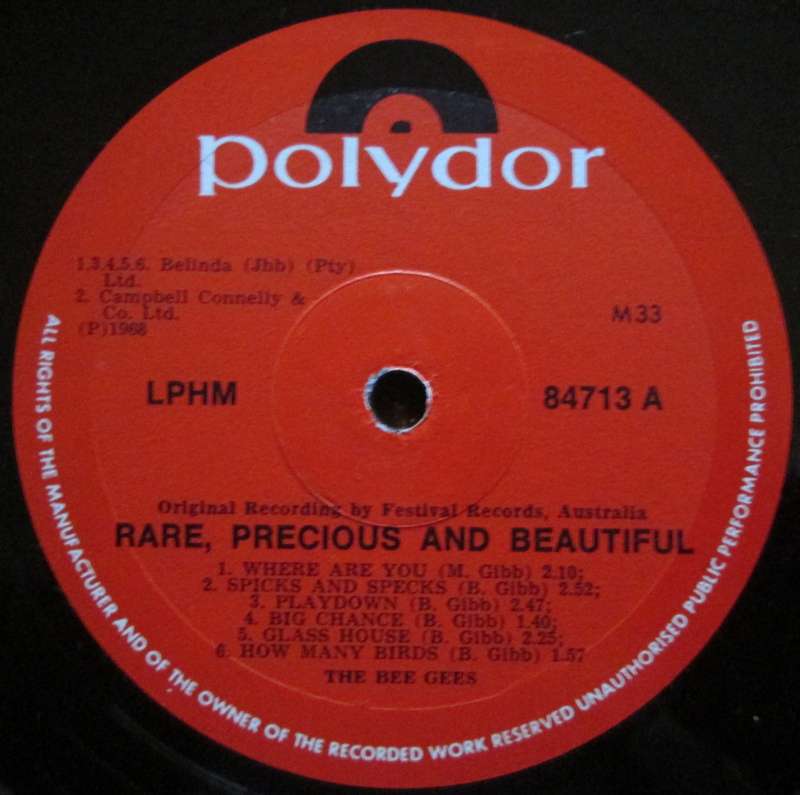 polydor
1.3.4.5.6. Belinda (Jhb) (Pty)
Ltd.
2. Campbell Connelly &
Co. Ltd.
(P)1968
M33
LPHM
84713 A
Original Recording by Festival Records, Australia
RARE, PRECIOUS AND BEAUTIFUL
1. WHERE ARE YOU (M. Gibb) 2.10;
2. SPICKS AND SPECKS (B. Gibb) 2.52;
3. PLAYDOWN (B. Gibb) 2.47;
4. BIG CHANCE (B. Gibb) 1.40;
5. GLASS HOUSE (B. Gibb) 2.25;
6. HOW MANY BIRDS (B. Gibb) 1.57
THE BEE GEES
ALL RIGHTS OF THE MANUFACTURER AND OF THE OWNER OF THE RECORDED WORK RESERVED UNAUTHORISED PUBLIC PERFORMANCE PROHIBITED